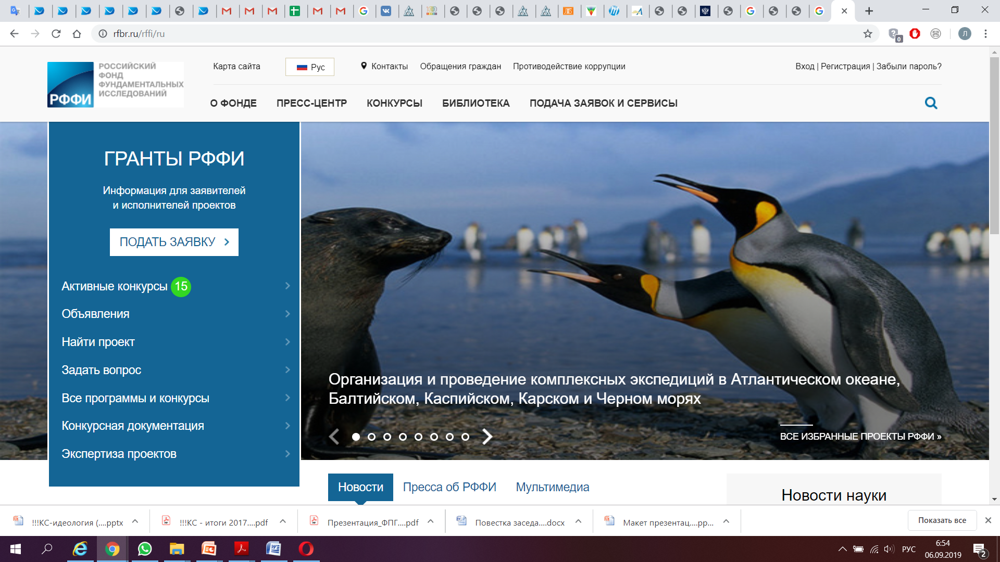 rfbr.ru/rffi/ru
0
Л
РОССИЙСКИЙ
ФОНД
ФУНДАМЕНТАЛЬНЫХ
ИССЛЕДОВАНИЙ
РФФИ
Карта сайта
Рус
Контакты
Обращения граждан
Противодействие коррупции
Вход | Регистрация | Забыли пароль?
О ФОНДЕ
ПРЕСС-ЦЕНТР
КОНКУРСЫ
БИБЛИОТЕКА
ПОДАЧА ЗАЯВОК И СЕРВИСЫ
ГРАНТЫ РФФИ
Информация для заявителей
и исполнителей проектов
ПОДАТЬ ЗАЯВКУ
Активные конкурсы 15
Объявления
Найти проект
Задать вопрос
Все программы и конкурсы
Конкурсная документация
Экспертиза проектов
Организация и проведение комплексных экспедиций в Атлантическом океане,
Балтийском, Каспийском, Карском и Черном морях
ВСЕ ИЗБРАННЫЕ ПРОЕКТЫ РФФИ »
Новости
Пресса об РФФИ
Мультимедиа
Новости науки
!!!КС-идеология (....pptx
!!!КС - итоги 2017....pdf
Презентация_ФПГ....pdf
Повестка заседа....docx
Макет презентац....pp...
Показать все
РУС
6:54
06.09.2019
2